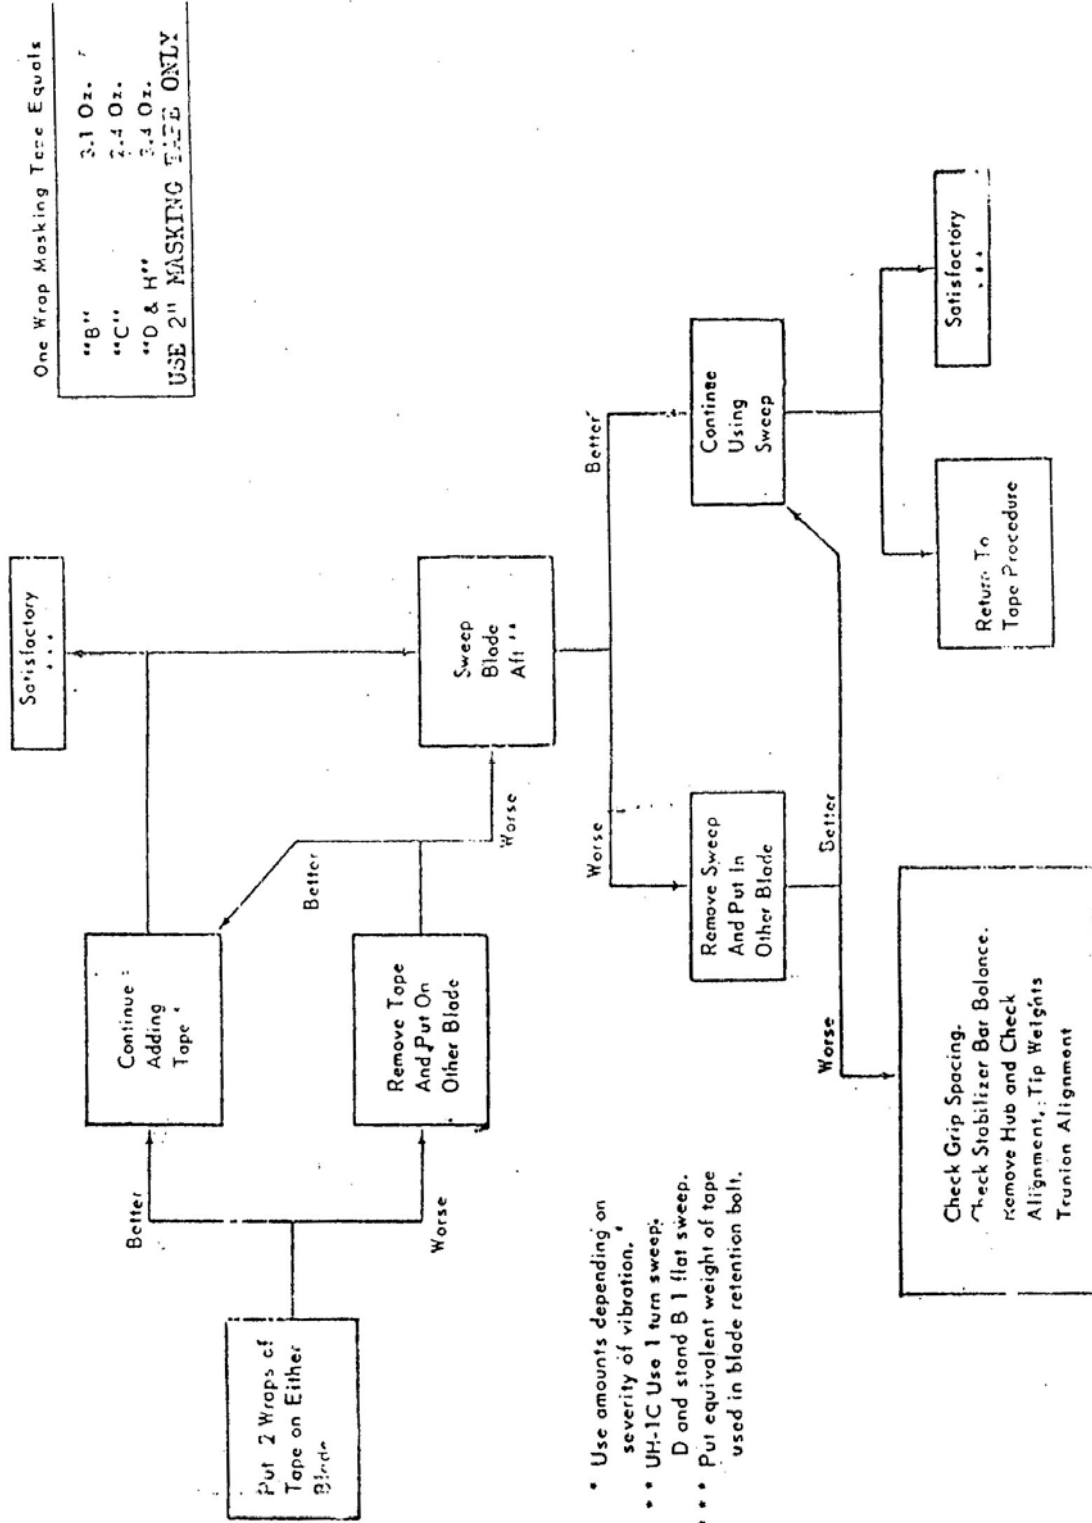 One Wrap Masking Tape Equals
"B" 3.1 Oz.
"C" 2.4 Oz.
"D & H" Oz.
USE 2" MASKING TAPE ONLY
Put 2 Wraps of
Tape on Either
Blade
Better
Worse
Continue
Adding
Tape *
Remove Tape
And Put On
Other Blade
Better
Worse
Satisfactory
* * *
Sweep
Blade
Aft **
Worse
Better
Remove Sweep
And Put In
Other Blade
Continue
Using
Sweep
Worse
Better
Check Grip Spacing.
Check Stabilizer Bar Balance.
Remove Hub and Check
Alignment, Tip Weights
Trunion Alignment
Return To
Tape Procedure
Satisfactory
* * *
* Use amounts depending on
severity of vibration.
* * UH-1C Use 1 turn sweep;
D and stand B 1 flat sweep.
* * * Put equivalent weight of tape
used in blade retention bolt.